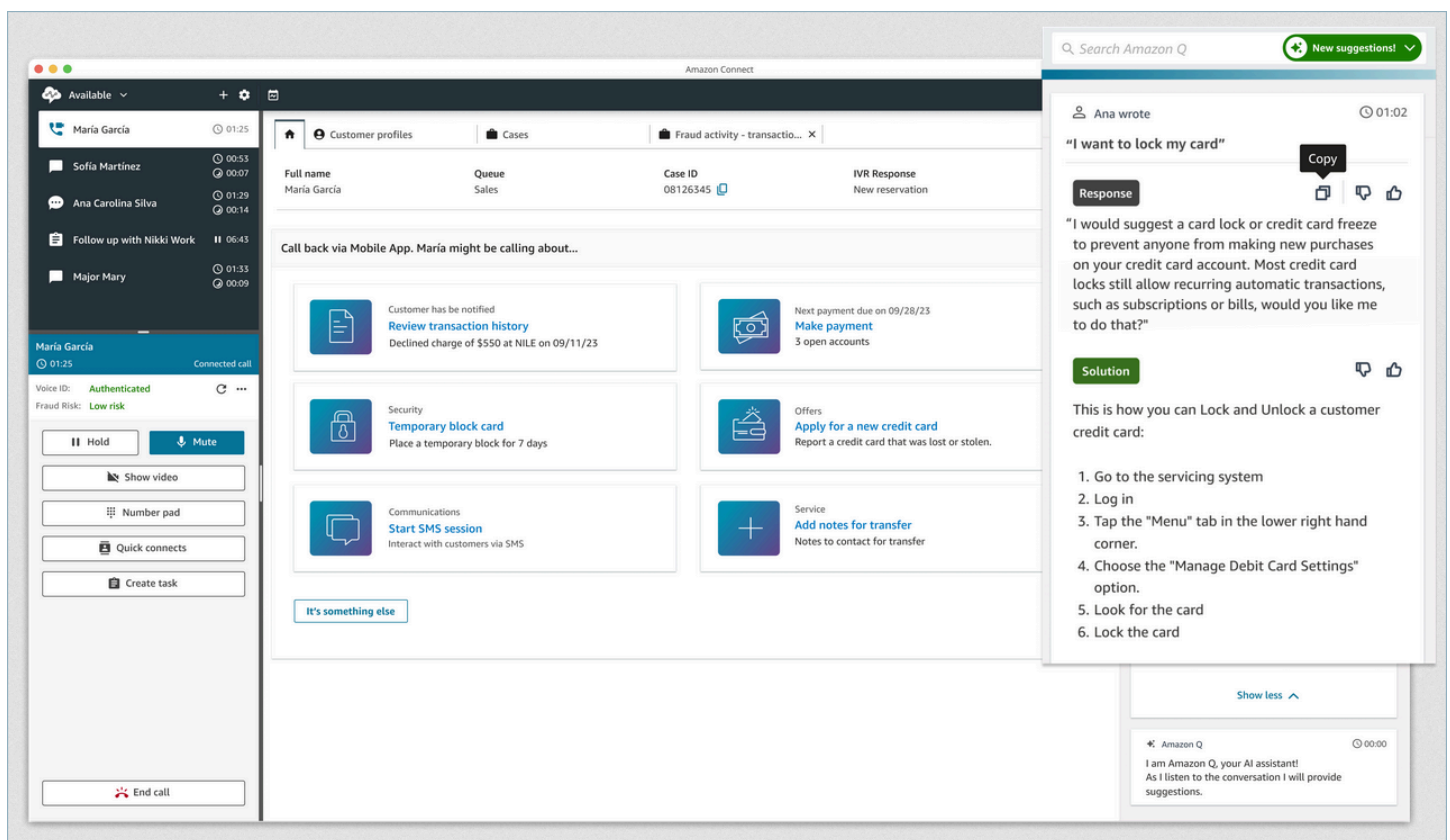 Amazon Connect
Available
María García
01:25
Sofía Martínez
00:53
00:07
Ana Carolina Silva
01:29
00:14
Follow up with Nikki Work
06:43
Major Mary
01:33
00:09
María García
01:25
Connected call
Voice ID: Authenticated
Fraud Risk: Low risk
Hold
Mute
Show video
Number pad
Quick connects
Create task
End call
Customer profiles
Cases
Fraud activity - transactio...
Full name
María García
Queue
Sales
Case ID
08126345
IVR Response
New reservation
Call back via Mobile App. María might be calling about...
Customer has be notified
Review transaction history
Declined charge of $550 at NILE on 09/11/23
Next payment due on 09/28/23
Make payment
3 open accounts
Security
Temporary block card
Place a temporary block for 7 days
Offers
Apply for a new credit card
Report a credit card that was lost or stolen.
Communications
Start SMS session
Interact with customers via SMS
Service
Add notes for transfer
Notes to contact for transfer
It's something else
Search Amazon Q
New suggestions!
Ana wrote
01:02
"I want to lock my card"
Copy
Response
"I would suggest a card lock or credit card freeze
to prevent anyone from making new purchases
on your credit card account. Most credit card
locks still allow recurring automatic transactions,
such as subscriptions or bills, would you like me
to do that?"
Solution
This is how you can Lock and Unlock a customer
credit card:
1. Go to the servicing system
2. Log in
3. Tap the "Menu" tab in the lower right hand
corner.
4. Choose the "Manage Debit Card Settings"
option.
5. Look for the card
6. Lock the card
Show less
Amazon Q
00:00
I am Amazon Q, your AI assistant!
As I listen to the conversation I will provide
suggestions.